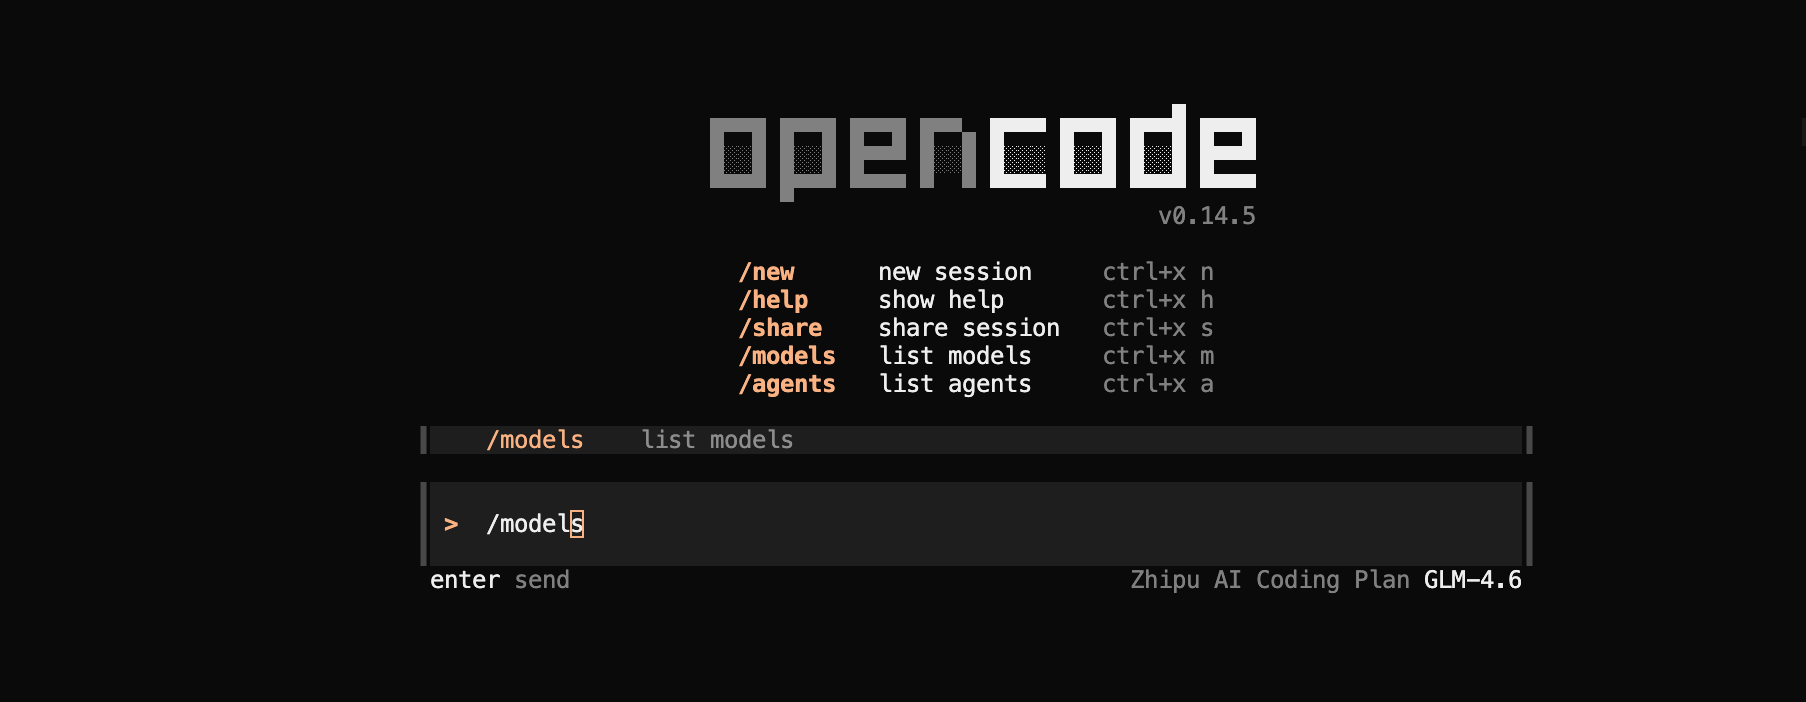 opencode
v0.14.5
/new new session ctrl+x n
/help show help ctrl+x h
/share share session ctrl+x s
/models list models ctrl+x m
/agents list agents ctrl+x a
/models list models
> /models
enter send Zhipu AI Coding Plan GLM-4.6